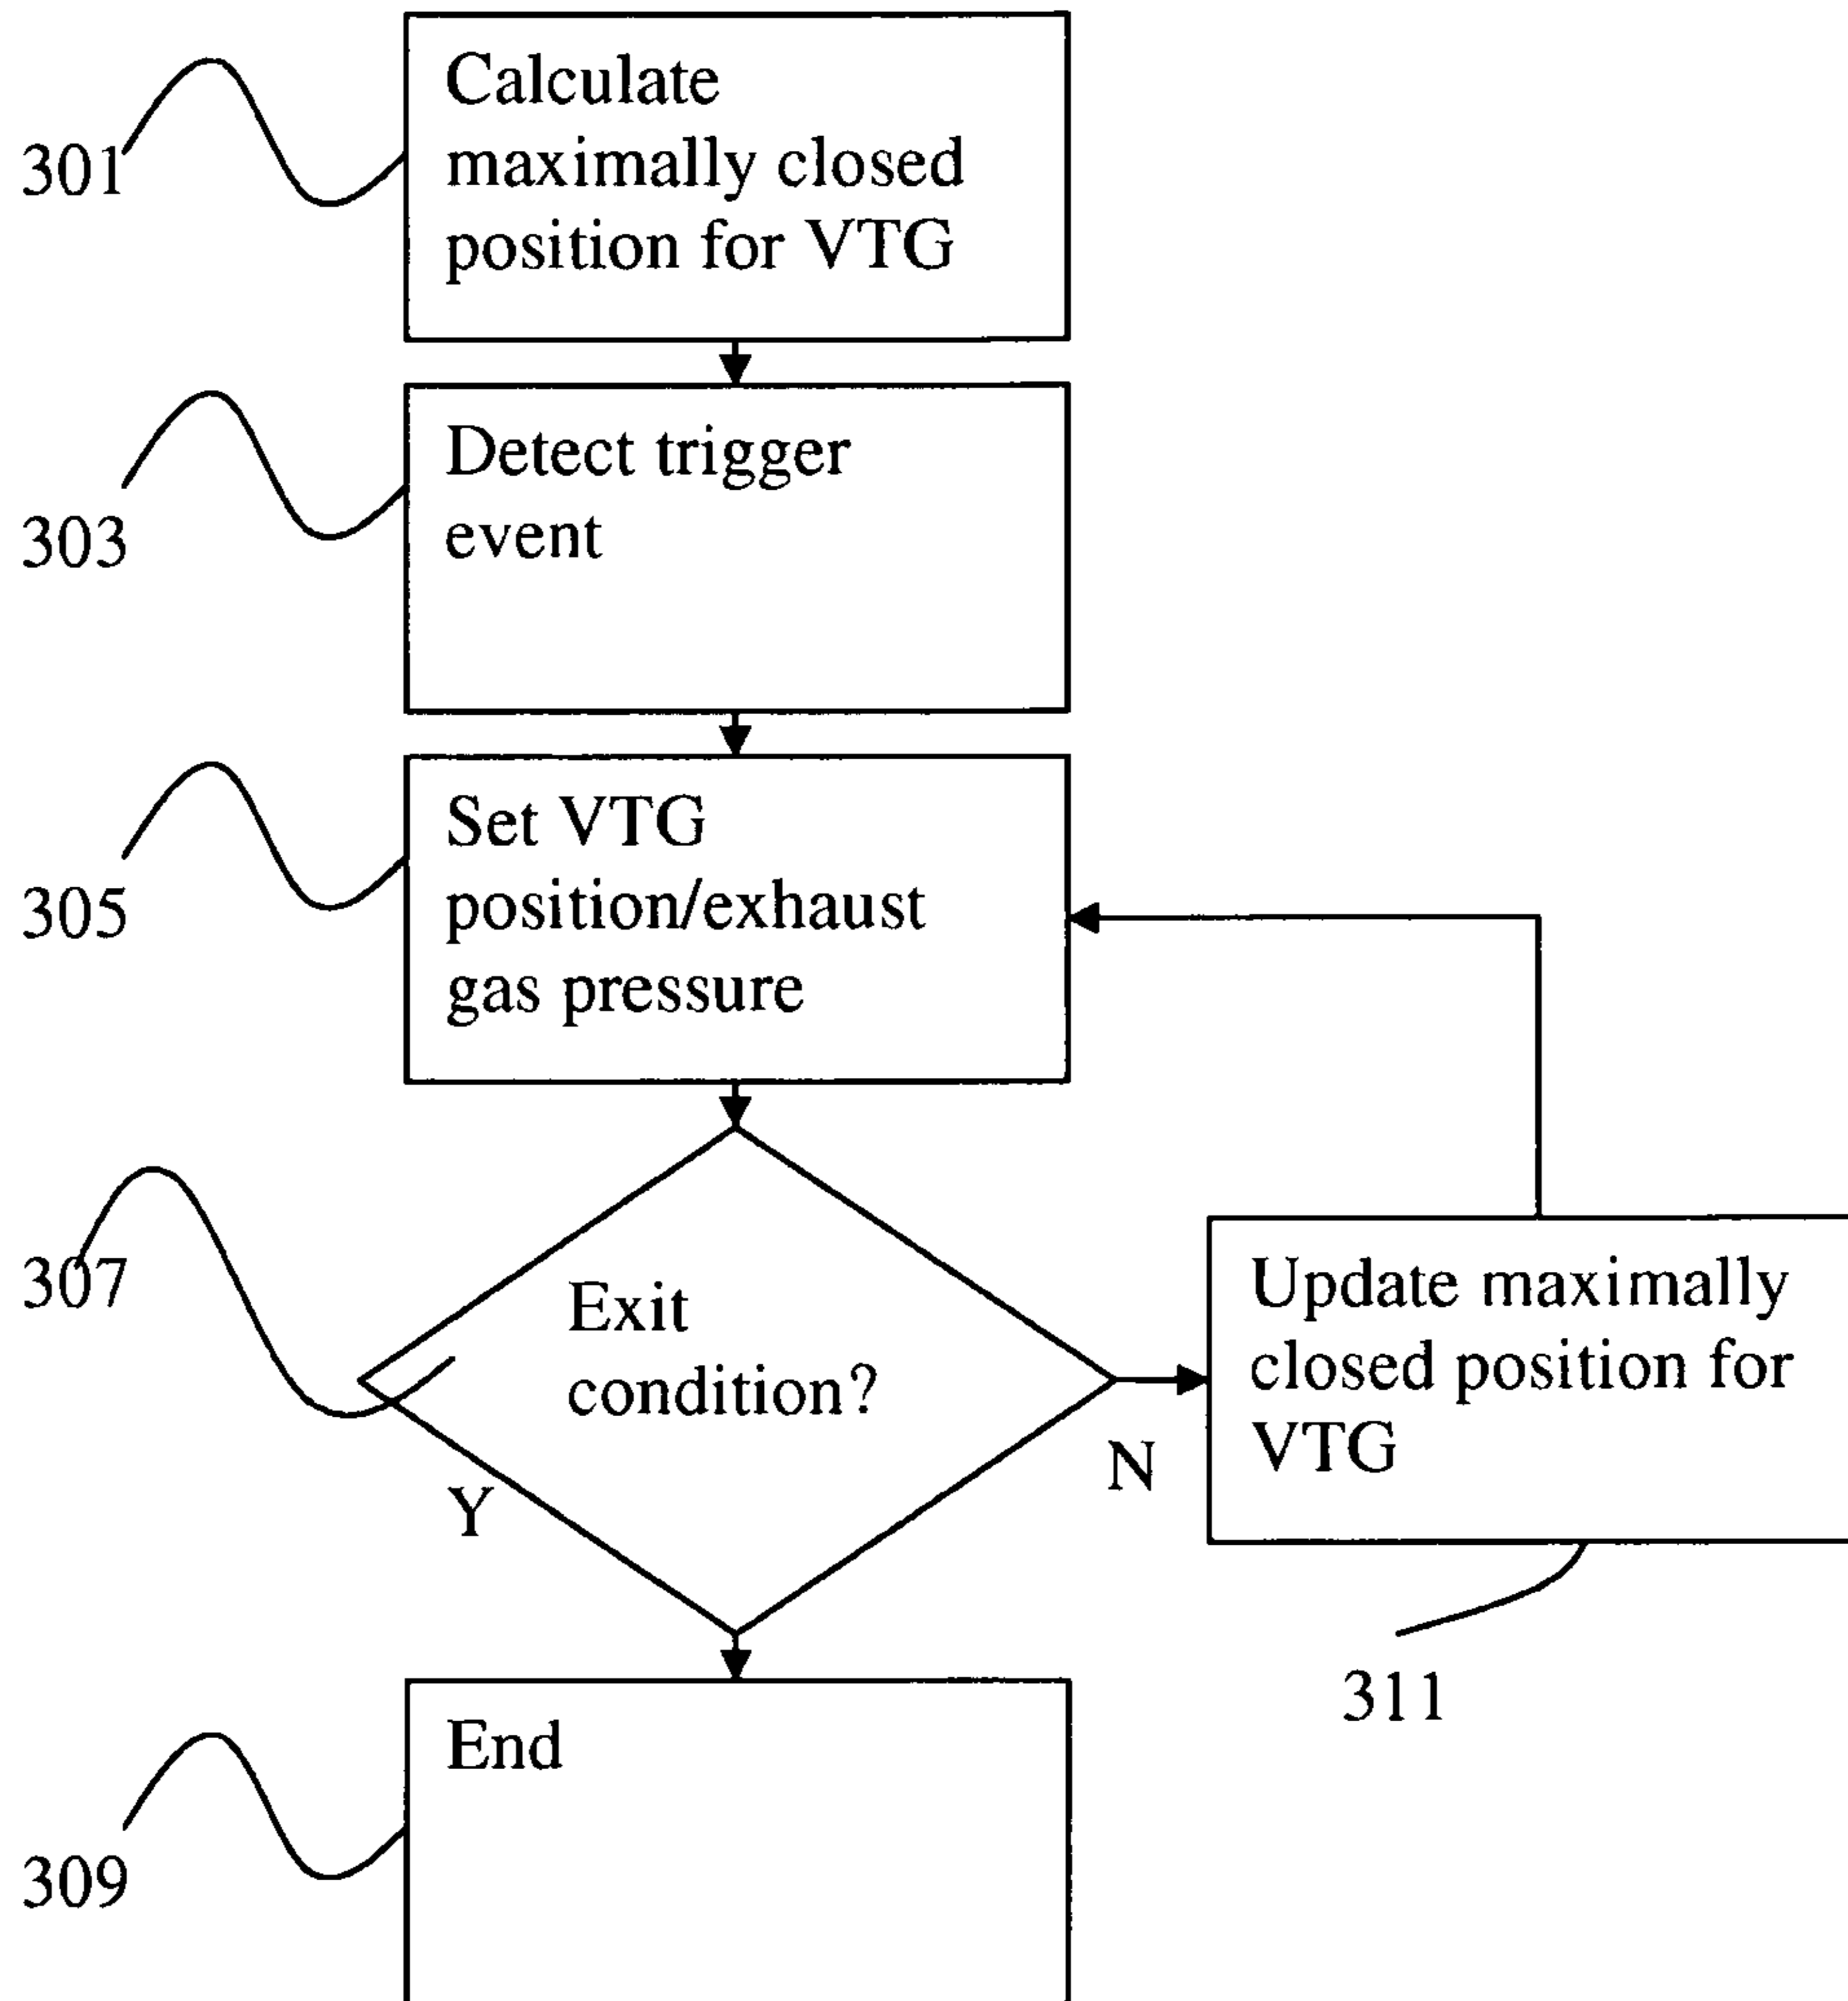 301
Calculate
maximally closed
position for VTG
303
Detect trigger
event
305
Set VTG
position/exhaust
gas pressure
307
Exit
condition?
Y
N
Update maximally
closed position for
VTG
311
309
End